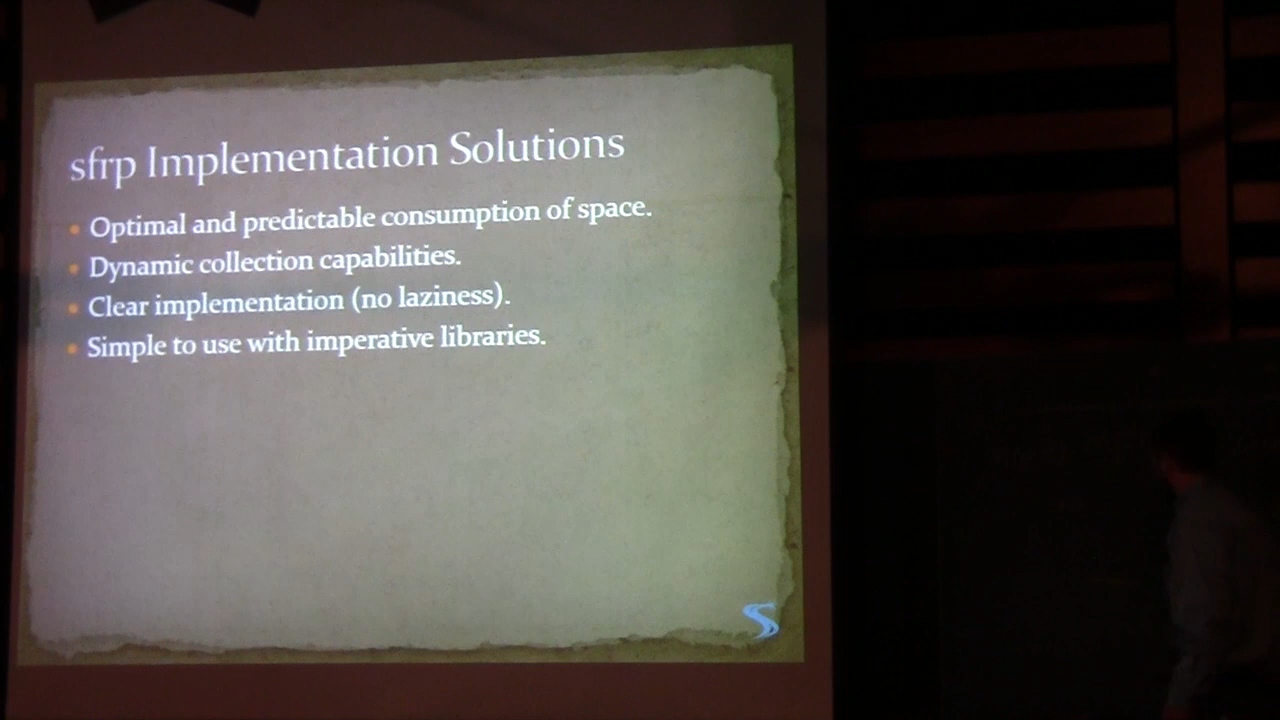 sfrp Implementation Solutions
Optimal and predictable consumption of space.
Dynamic collection capabilities.
Clear implementation (no laziness).
Simple to use with imperative libraries.